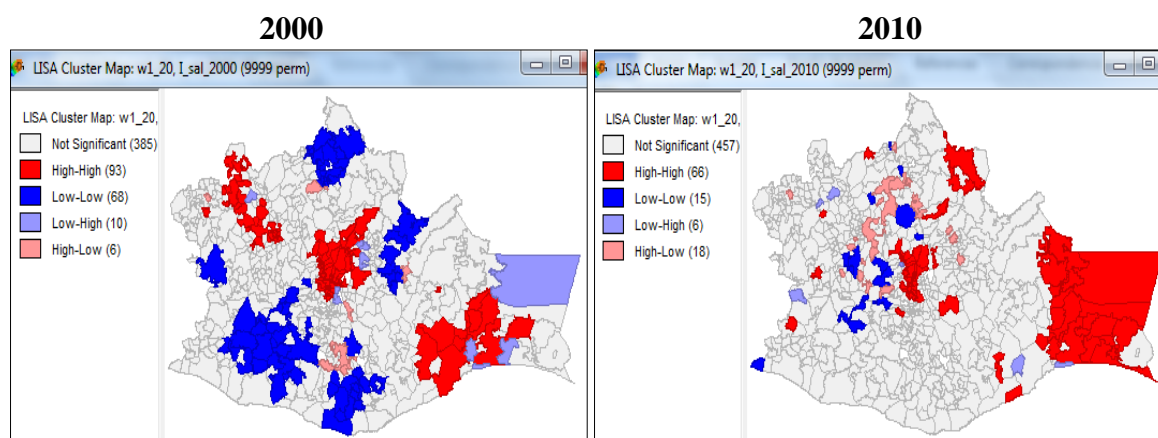 2000
2010
LISA Cluster Map: w1_20, I_sal_2000 (9999 perm)
LISA Cluster Map: w1_20,
Not Significant (385)
High-High (93)
Low-Low (68)
Low-High (10)
High-Low (6)
LISA Cluster Map: w1_20, I_sal_2010 (9999 perm)
LISA Cluster Map: w1_20,
Not Significant (457)
High-High (66)
Low-Low (15)
Low-High (6)
High-Low (18)